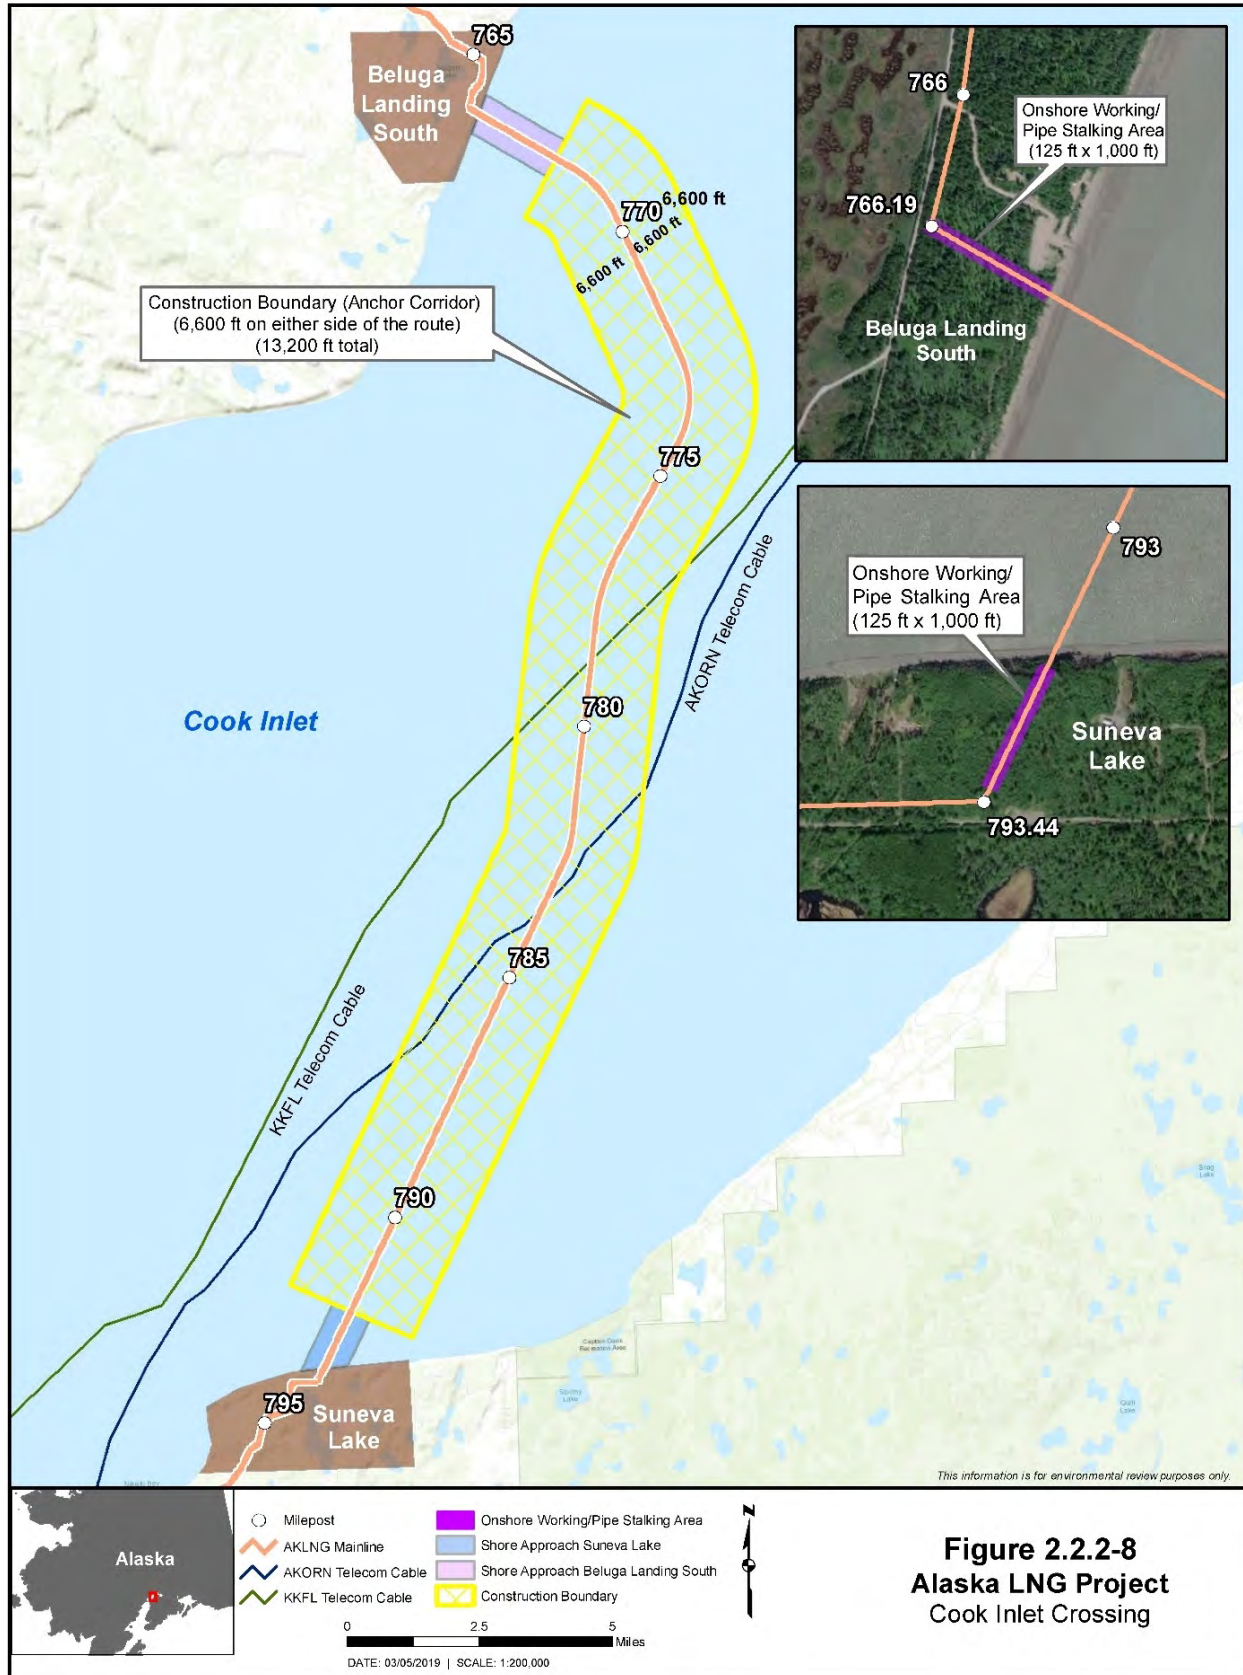 765
Beluga
Landing
South
770
6,600 ft
6,600 ft
6,600 ft
Construction Boundary (Anchor Corridor)
(6,600 ft on either side of the route)
(13,200 ft total)
775
780
Cook Inlet
AKORN Telecom Cable
785
KKFL Telecom Cable
790
795
Suneva
Lake
766
Onshore Working/
Pipe Stalking Area
(125 ft x 1,000 ft)
766.19
Beluga Landing
South
793
Onshore Working/
Pipe Stalking Area
(125 ft x 1,000 ft)
Suneva
Lake
793.44
Captain Cook
Recreation Area
This information is for environmental review purposes only.
Alaska
Milepost
AKLNG Mainline
AKORN Telecom Cable
KKFL Telecom Cable
Onshore Working/Pipe Stalking Area
Shore Approach Suneva Lake
Shore Approach Beluga Landing South
Construction Boundary
N
0 2.5 5
Miles
DATE: 03/05/2019 | SCALE: 1:200,000
Figure 2.2.2-8
Alaska LNG Project
Cook Inlet Crossing